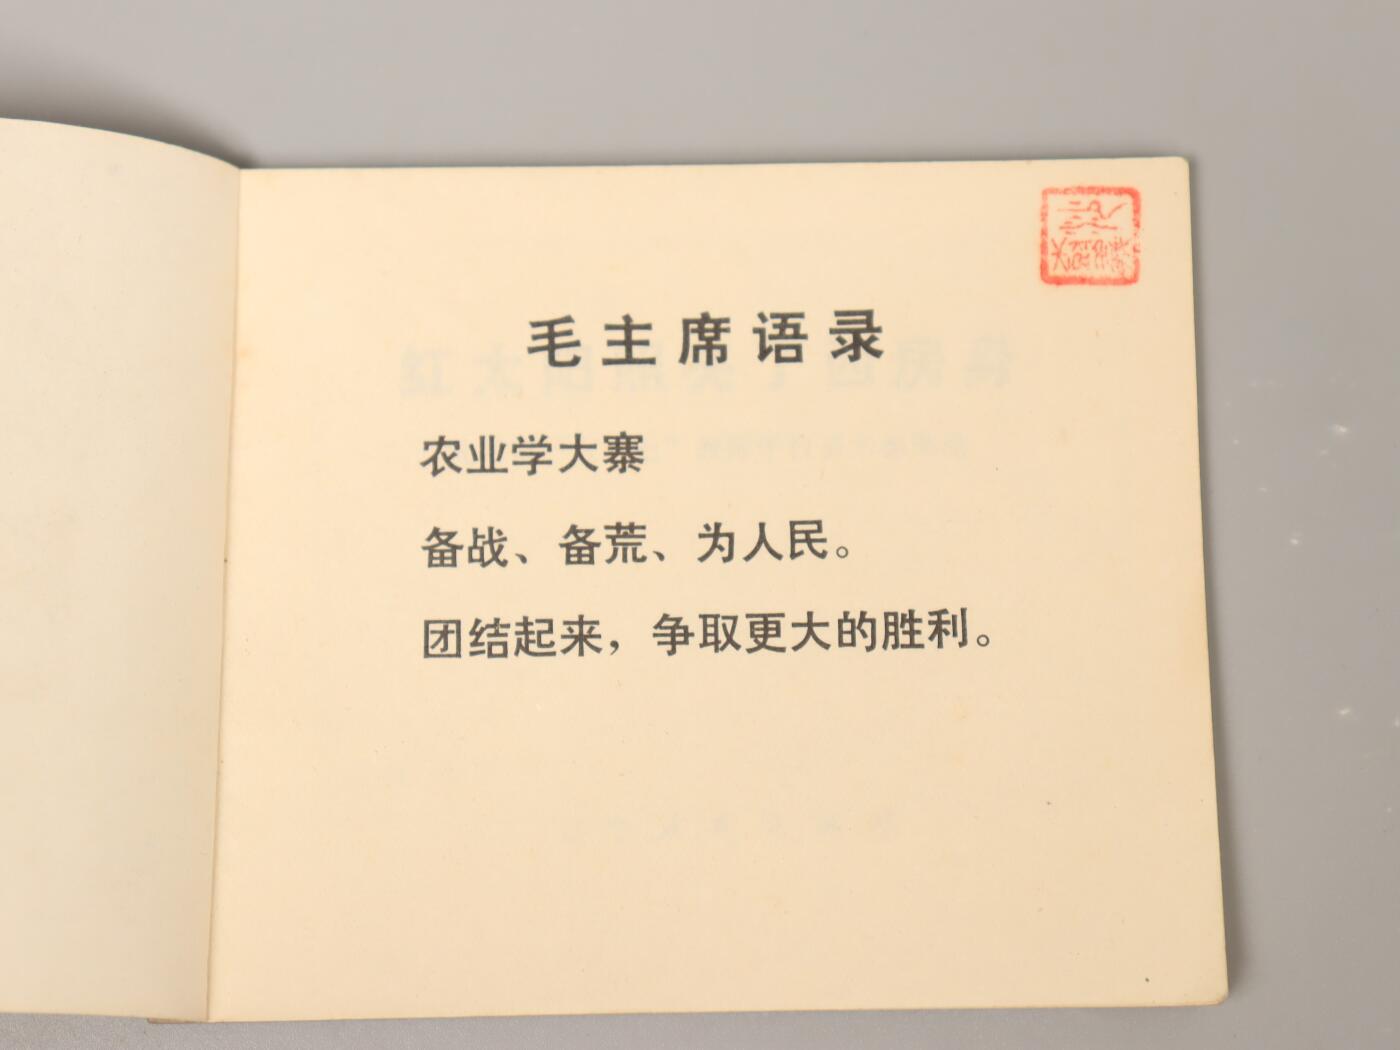 毛主席语录
农业学大寨
备战、备荒、为人民。
团结起来，争取更大的胜利。